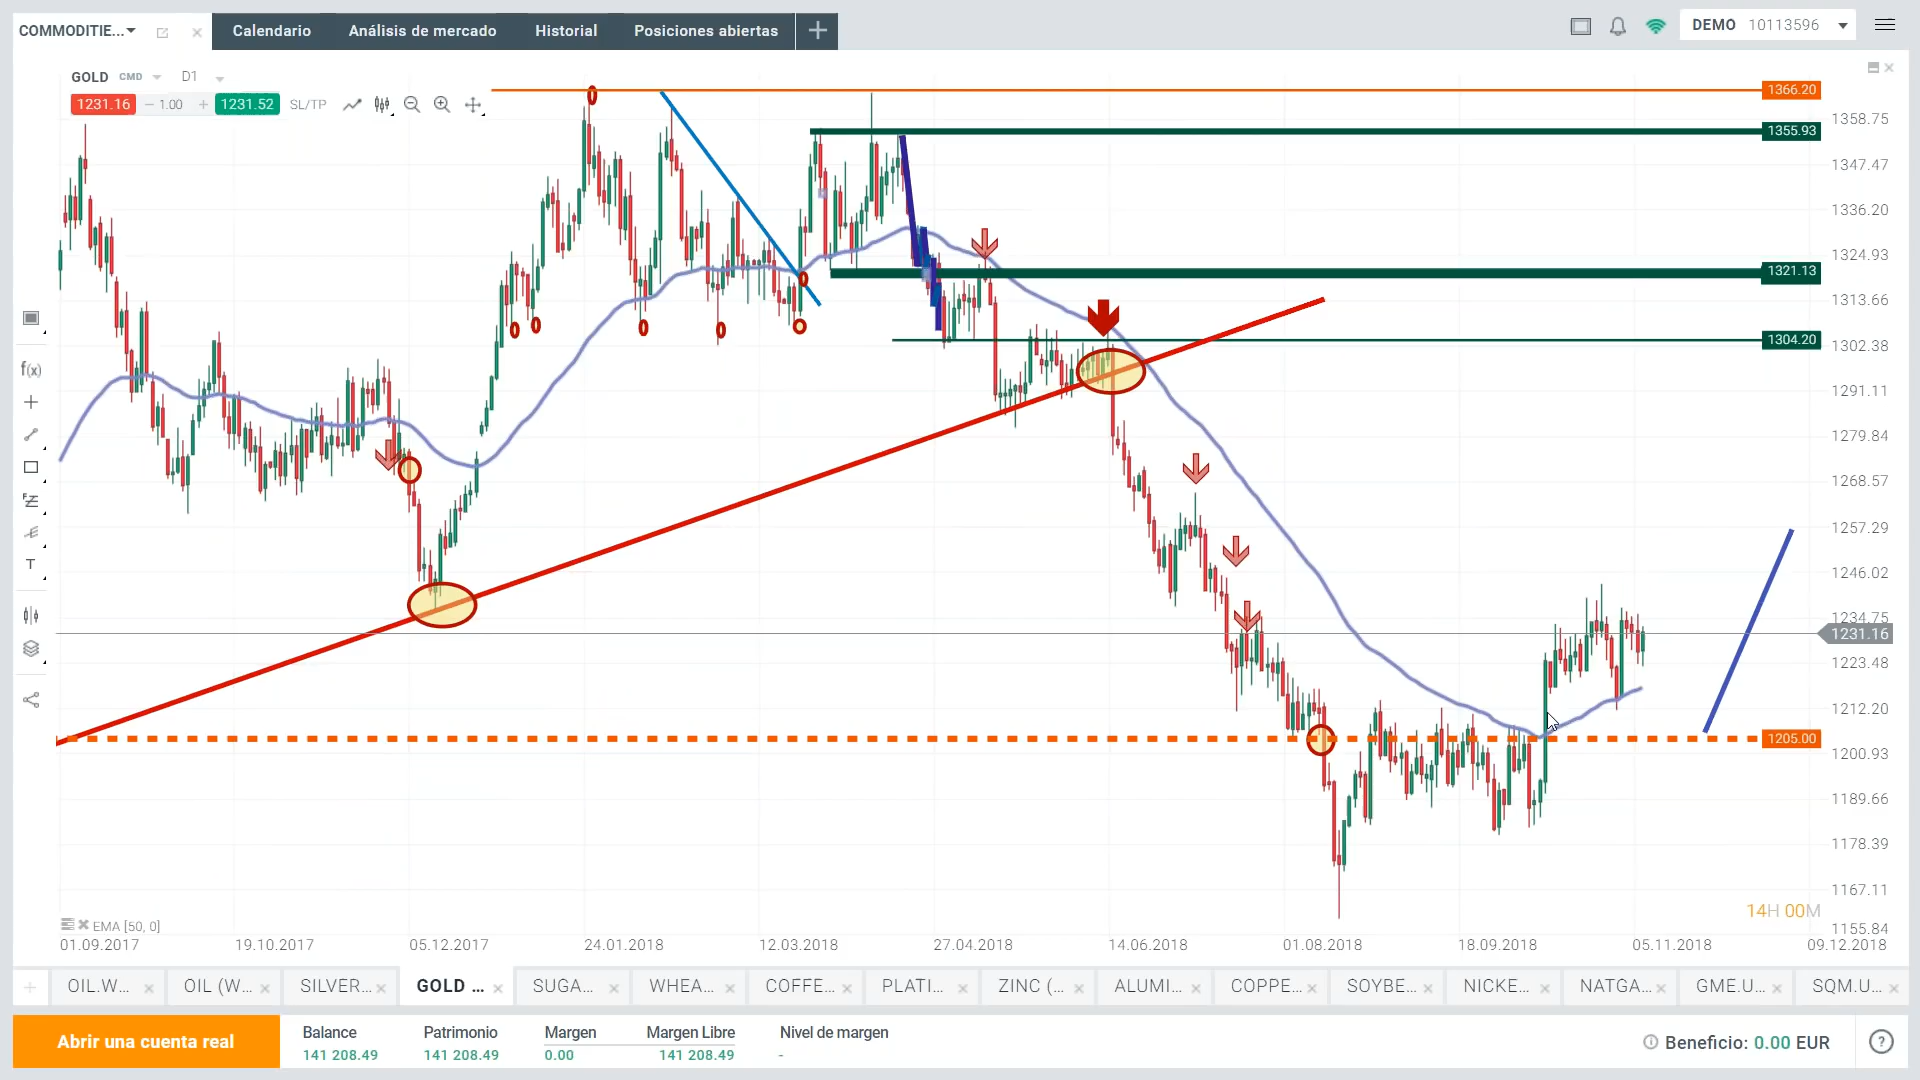 COMMODITIE...
Calendario
Análisis de mercado
Historial
Posiciones abiertas
DEMO 10113596
GOLD CMD D1
1231.16 − 1.00 + 1231.52 SL/TP
1366.20
1358.75
1355.93
1347.47
1336.20
1324.93
1321.13
1313.66
1304.20
1302.38
1291.11
1279.84
1268.57
1257.29
1246.02
1234.75
1231.16
1223.48
1212.20
1205.00
1200.93
1189.66
1178.39
1167.11
1155.84
f(x)
T
14H 00M
EMA [50, 0]
01.09.2017 19.10.2017 05.12.2017 24.01.2018 12.03.2018 27.04.2018 14.06.2018 01.08.2018 18.09.2018 05.11.2018 09.12.2018
OIL.W... OIL (W... SILVER... GOLD ... SUGA... WHEA... COFFE... PLATI... ZINC (... ALUMI... COPPE... SOYBE... NICKE... NATGA... GME.U... SQM.U...
Abrir una cuenta real
Balance Patrimonio Margen Margen Libre Nivel de margen
141 208.49 141 208.49 0.00 141 208.49 -
Beneficio: 0.00 EUR
?